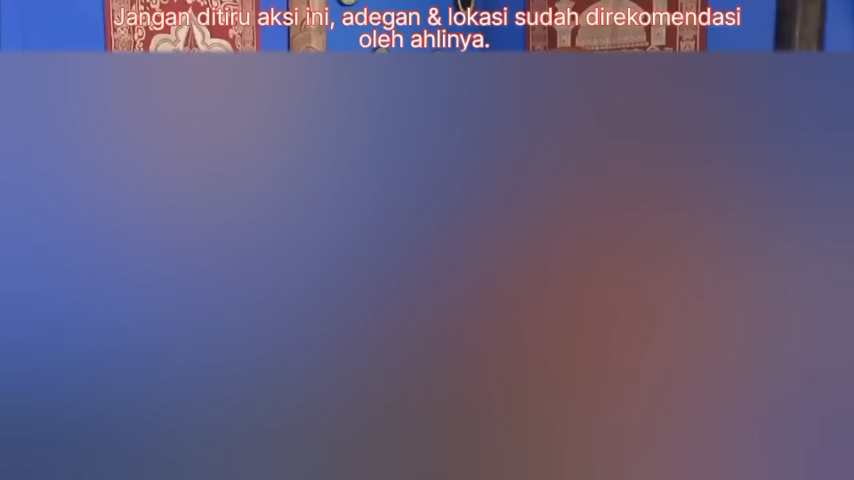 Jangan ditiru aksi ini, adegan & lokasi sudah direkomendasi
oleh ahlinya.